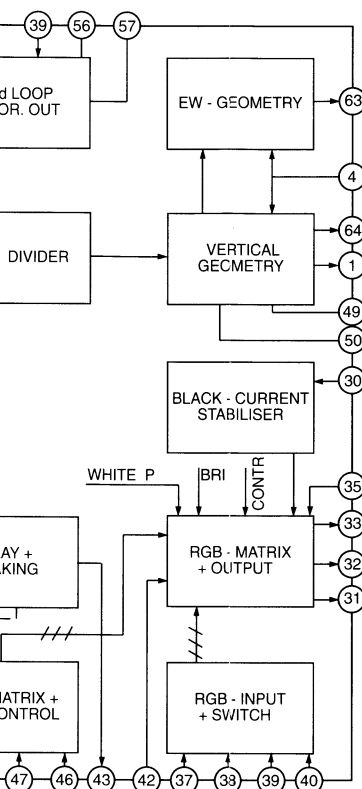 39 56 57
d LOOP
OR. OUT
EW - GEOMETRY
63
4
64
DIVIDER
VERTICAL
GEOMETRY
1
49
50
30
BLACK - CURRENT
STABILISER
WHITE P
BRI
CONTR
35
33
AY +
KING
RGB - MATRIX
+ OUTPUT
32
31
ATRIX +
ONTROL
RGB - INPUT
+ SWITCH
47 46 43 42 37 38 39 40